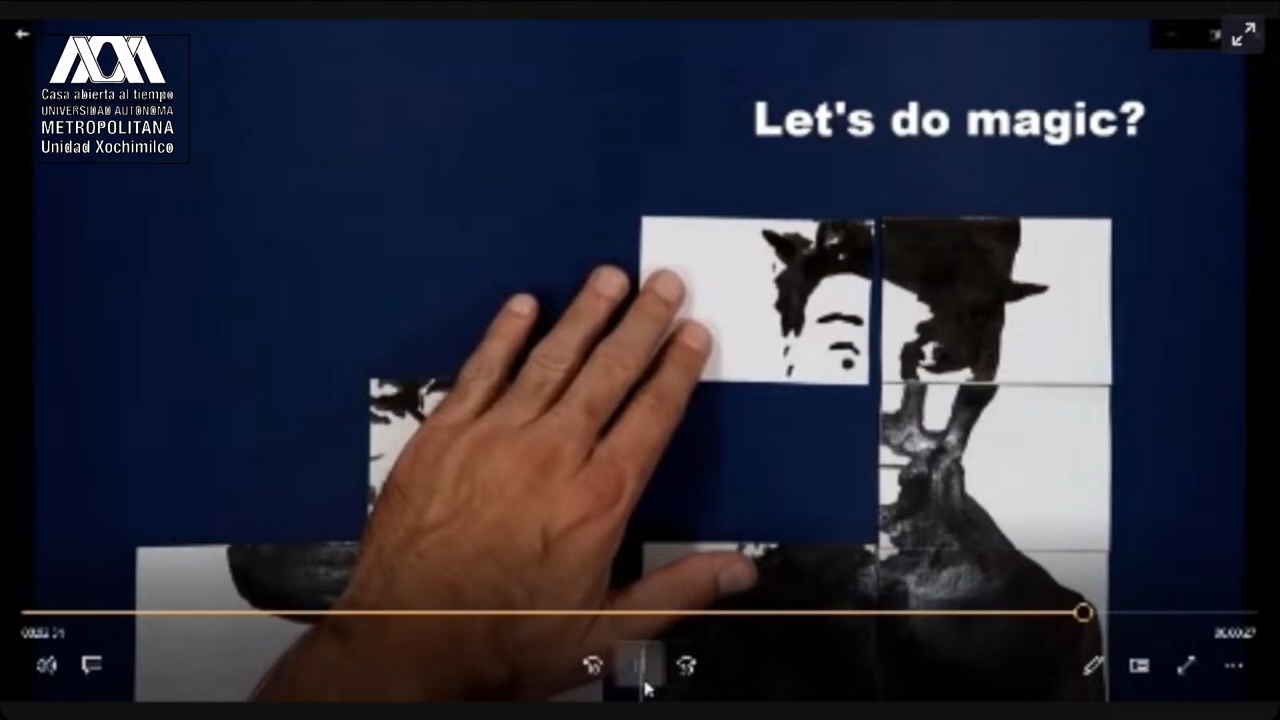 Casa abierta al tiempo
UNIVERSIDAD AUTONOMA
METROPOLITANA
Unidad Xochimilco
Let's do magic?